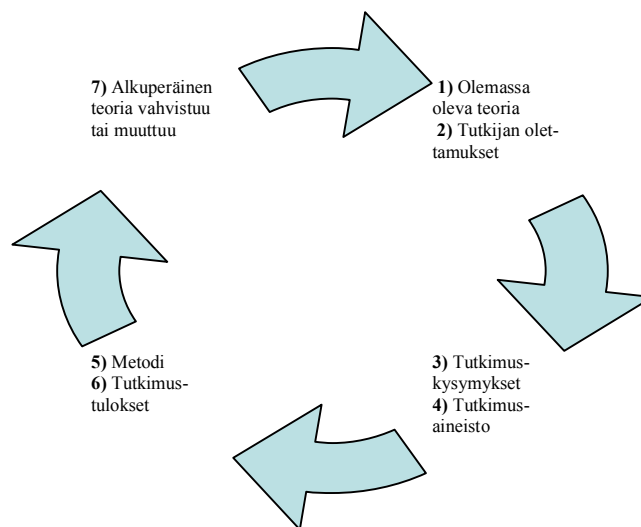 1) Olemassa
oleva teoria
2) Tutkijan olet-
tamukset
3) Tutkimus-
kysymykset
4) Tutkimus-
aineisto
5) Metodi
6) Tutkimus-
tulokset
7) Alkuperäinen
teoria vahvistuu
tai muuttuu